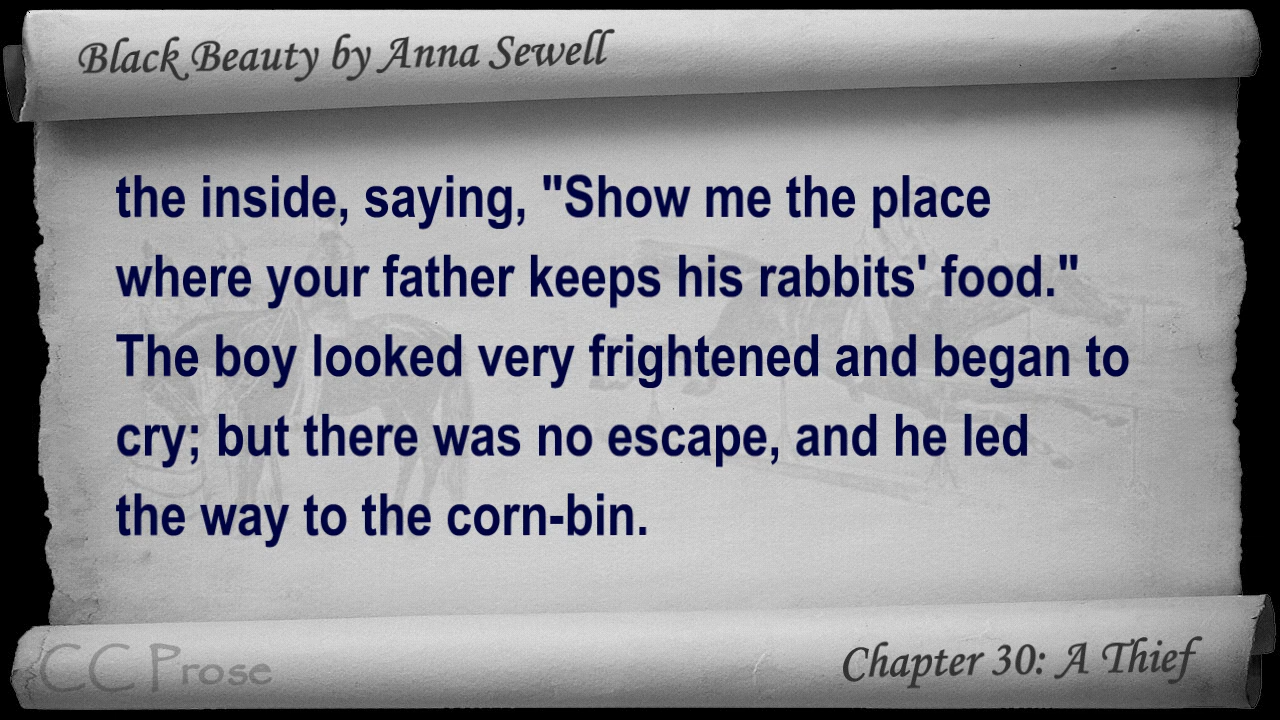 Black Beauty by Anna Sewell
the inside, saying, "Show me the place
where your father keeps his rabbits' food."
The boy looked very frightened and began to
cry; but there was no escape, and he led
the way to the corn-bin.
CC Prose
Chapter 30: A Thief